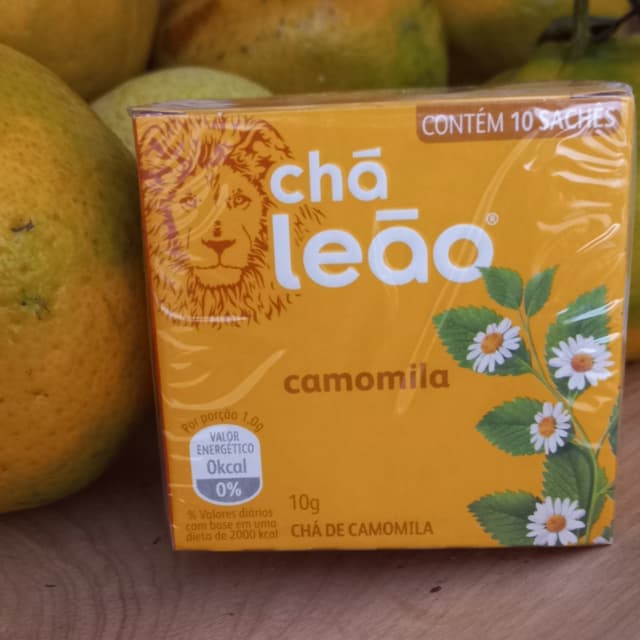 CONTÉM 10 SACHÊS
chá
leão®
camomila
Por porção 1,0g
VALOR
ENERGÉTICO
0kcal
0%
% Valores diários
com base em uma
dieta de 2000 kcal
10g
CHÁ DE CAMOMILA